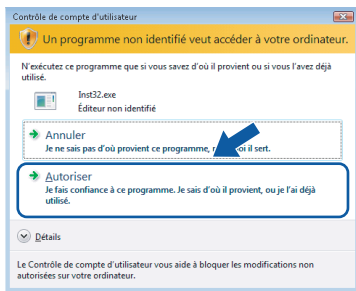 Contrôle de compte d'utilisateur
Un programme non identifié veut accéder à votre ordinateur.
N'exécutez ce programme que si vous savez d'où il provient ou si vous l'avez déjà
utilisé.
Inst32.exe
Éditeur non identifié
Annuler
Je ne sais pas d'où provient ce programme, oi il sert.
Autoriser
Je fais confiance à ce programme. Je sais d'où il provient, ou je l'ai déjà
utilisé.
Détails
Le Contrôle de compte d'utilisateur vous aide à bloquer les modifications non
autorisées sur votre ordinateur.